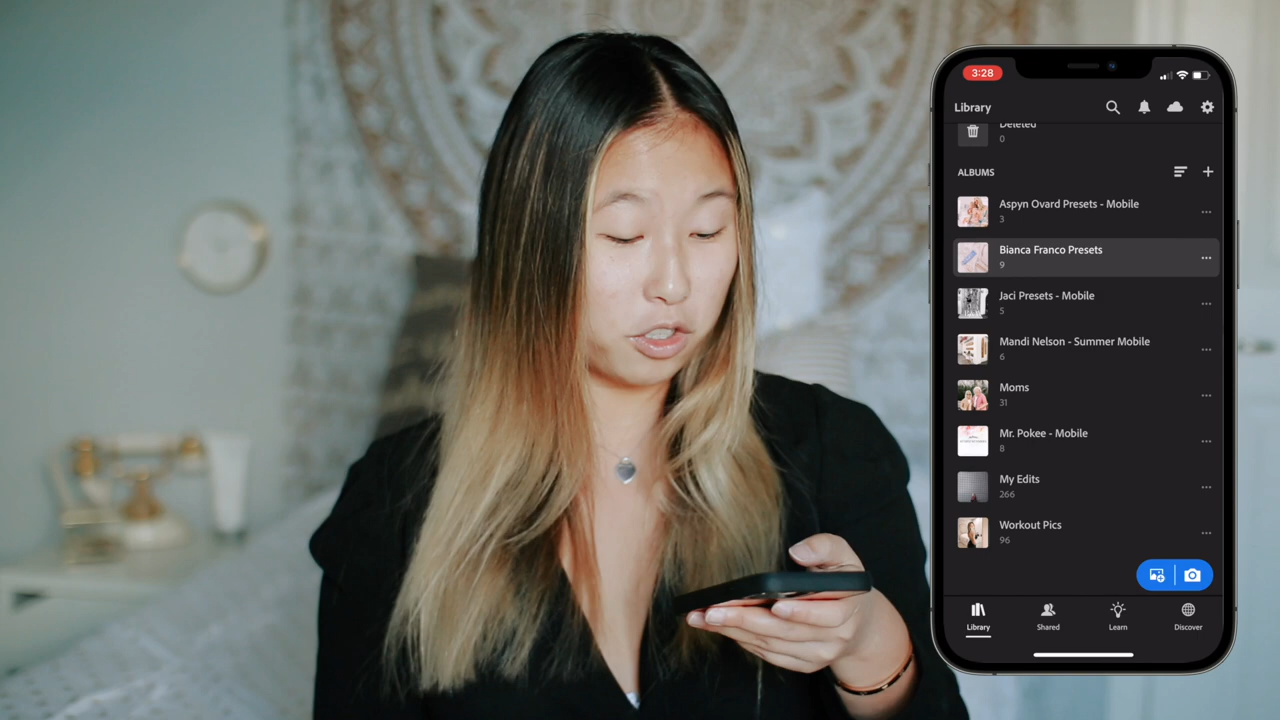 3:28
Library
Deleted
0
ALBUMS
Aspyn Ovard Presets - Mobile
3
Bianca Franco Presets
9
Jaci Presets - Mobile
5
Mandi Nelson - Summer Mobile
6
Moms
31
Mr. Pokee - Mobile
8
My Edits
266
Workout Pics
96
Library
Shared
Learn
Discover